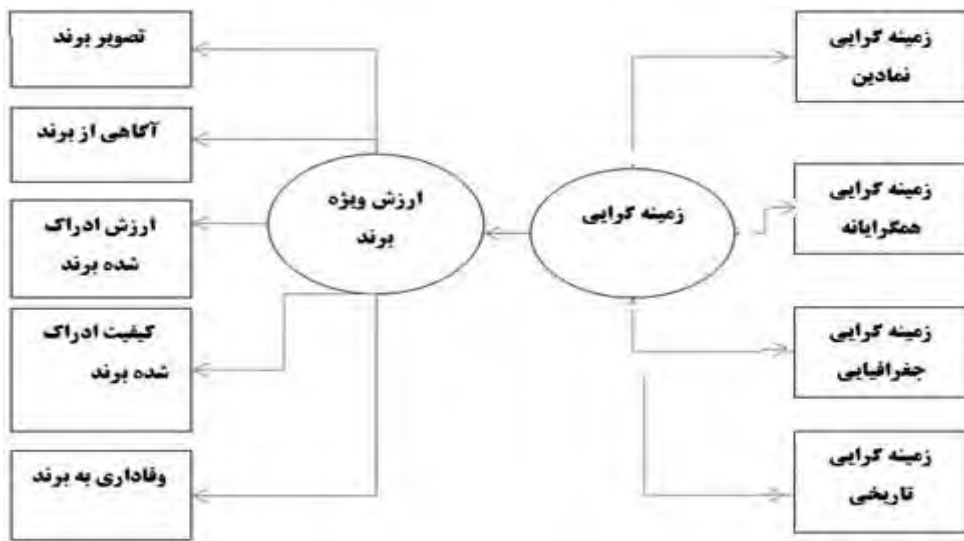 زمینه گرایی
نمادین
زمینه گرایی
همگرایانه
زمینه گرایی
جغرافیایی
زمینه گرایی
تاریخی
زمینه گرایی
ارزش ویژه
برند
تصویر برند
آگاهی از برند
ارزش ادراک
شده برند
کیفیت ادراک
شده برند
وفاداری به برند